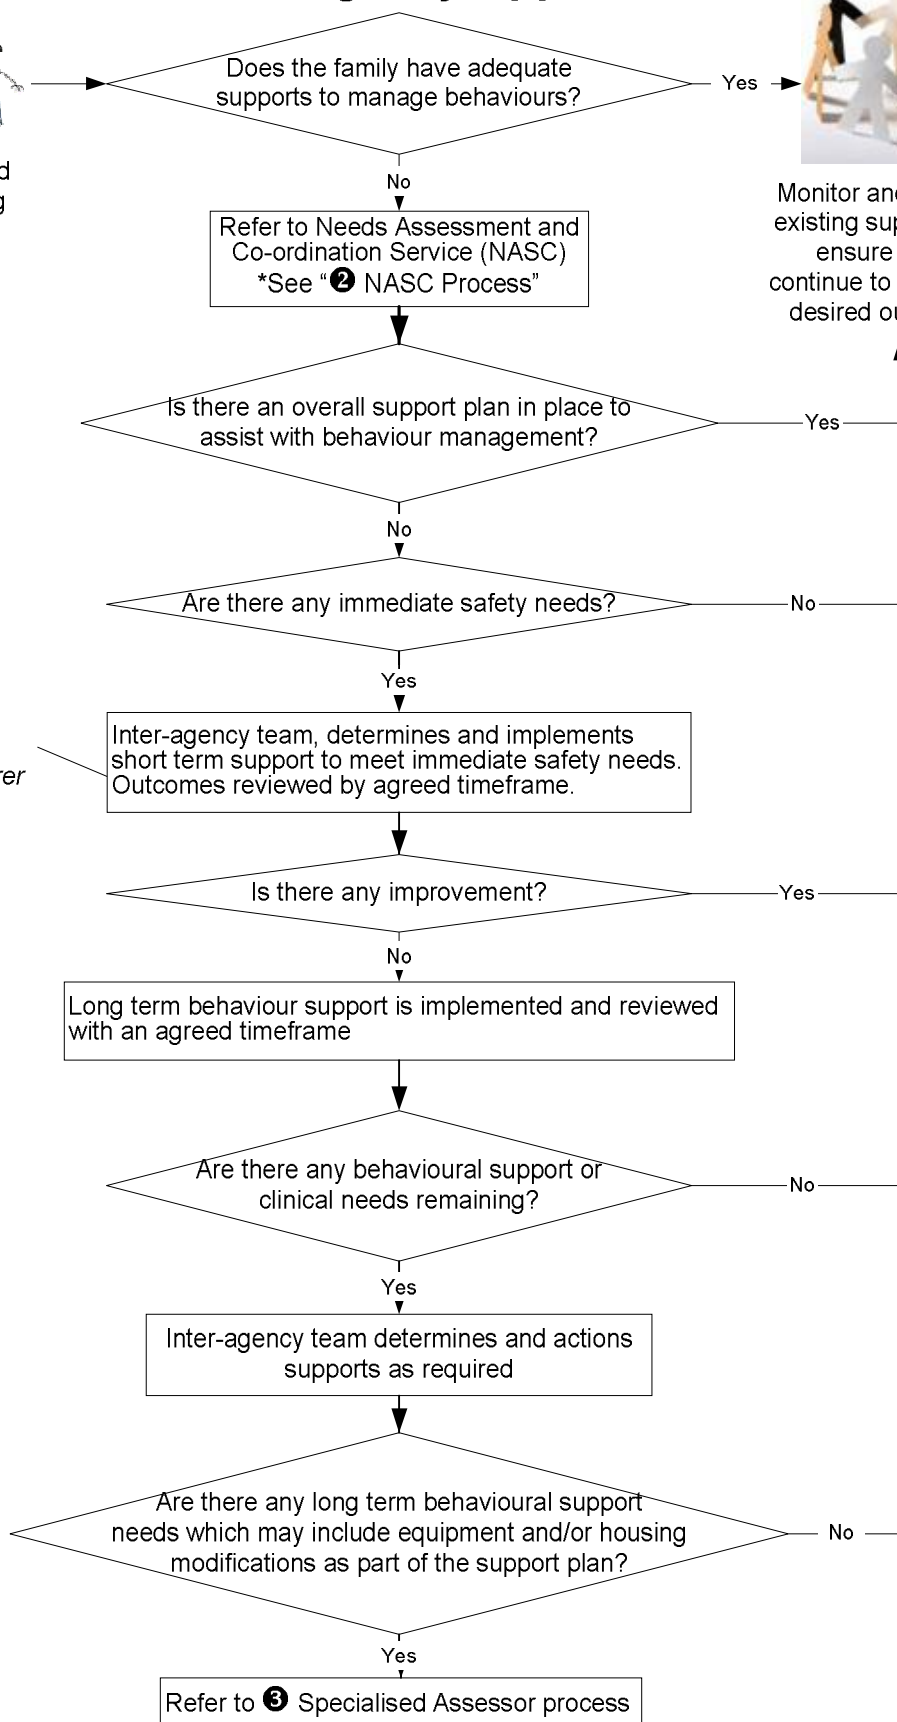 Does the family have adequate
supports to manage behaviours?
Yes
No
Monitor
existing
ensure
continue to
desired
Refer to Needs Assessment and
Co-ordination Service (NASC)
*See “❷ NASC Process”
Is there an overall support plan in place to
assist with behaviour management?
Yes
No
Are there any immediate safety needs?
No
Yes
Inter-agency team, determines and implements
short term support to meet immediate safety needs.
Outcomes reviewed by agreed timeframe.
Is there any improvement?
Yes
No
Long term behaviour support is implemented and reviewed
with an agreed timeframe
Are there any behavioural support or
clinical needs remaining?
No
Yes
Inter-agency team determines and actions
supports as required
Are there any long term behavioural support
needs which may include equipment and/or housing
modifications as part of the support plan?
No
Yes
Refer to ❸ Specialised Assessor process